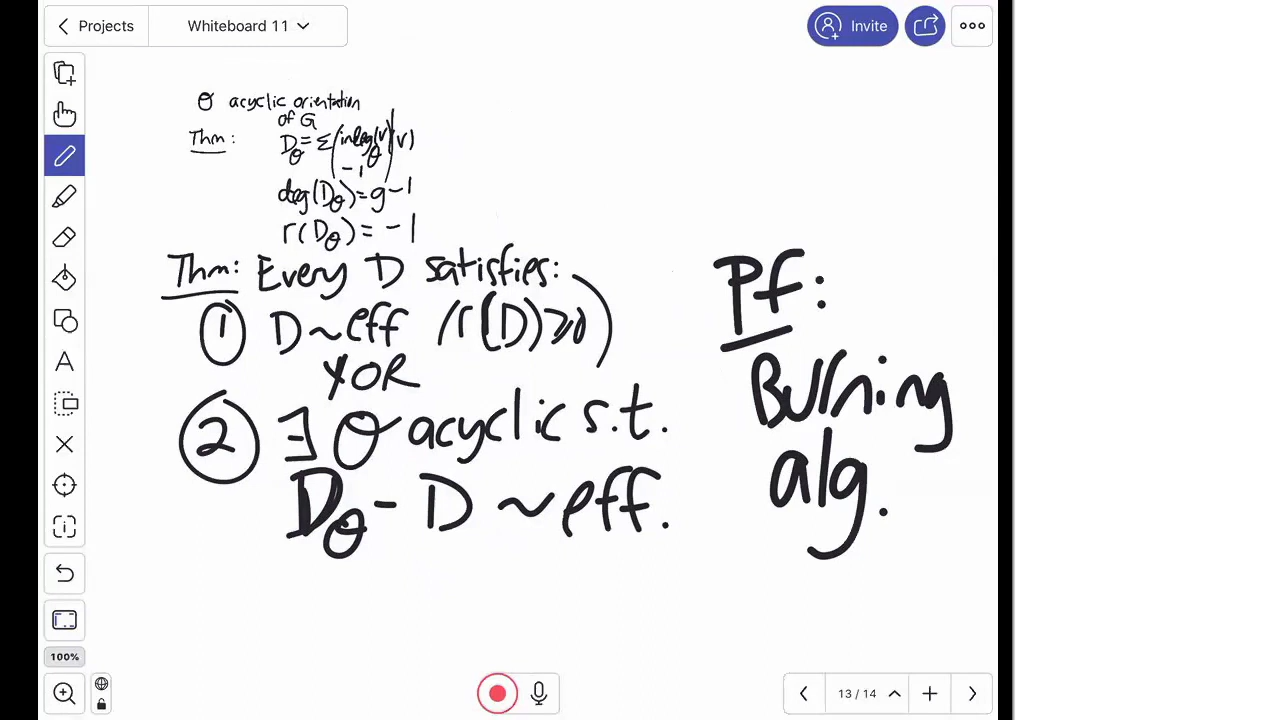 Projects
Whiteboard 11
Invite
Θ acyclic orientation
of G
Thm: D_Θ = Σ (indeg_Θ(v) - 1)(v)
deg(D_Θ) = g - 1
r(D_Θ) = - 1
Thm: Every D satisfies:
① D ~ eff (r(D) ≥ 0)
XOR
② ∃ Θ acyclic s.t.
D_Θ - D ~ eff.
Pf:
Burning
alg.
A
100%
13 / 14